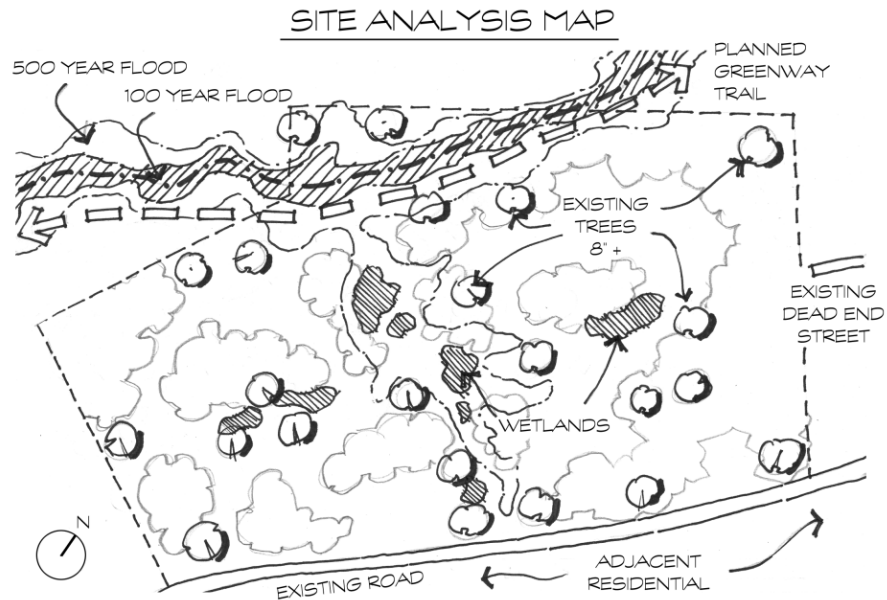 SITE ANALYSIS MAP
500 YEAR FLOOD
100 YEAR FLOOD
PLANNED
GREENWAY
TRAIL
EXISTING
TREES
8" +
EXISTING
DEAD END
STREET
WETLANDS
N
EXISTING ROAD
ADJACENT
RESIDENTIAL